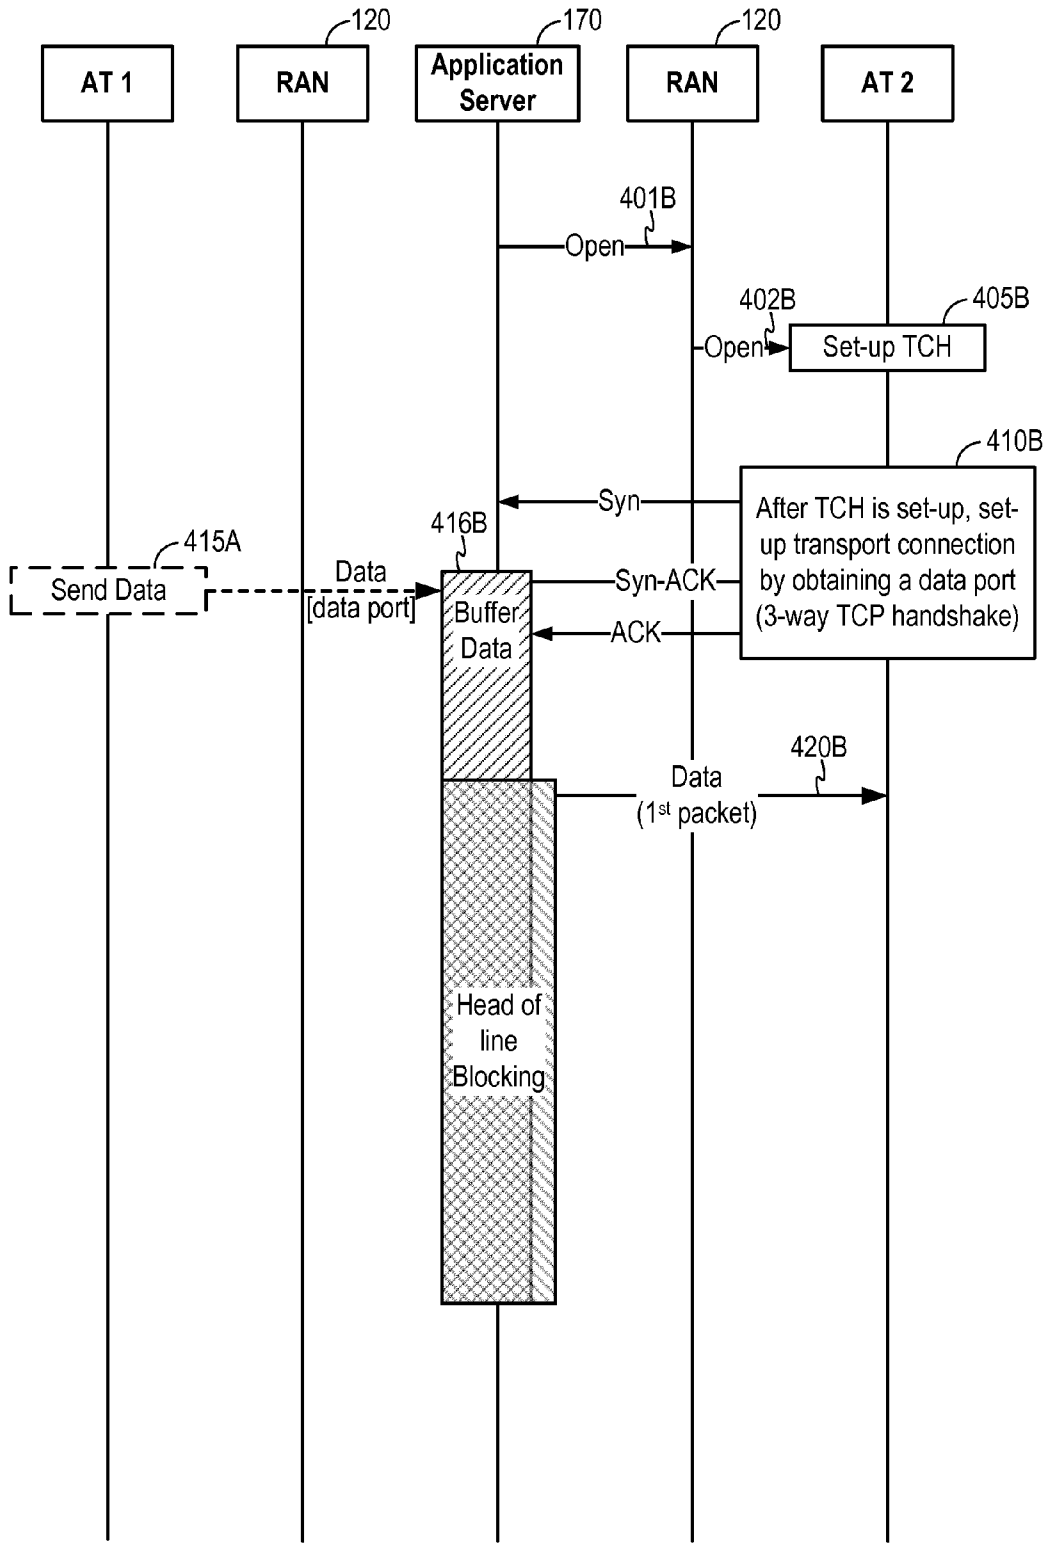 120
170
120
AT 1
RAN
Application
Server
RAN
AT 2
401B
Open
402B
405B
Open
Set-up TCH
410B
Syn
After TCH is set-up, set-
up transport connection
by obtaining a data port
(3-way TCP handshake)
416B
415A
Send Data
Data
[data port]
Buffer
Data
Syn-ACK
ACK
420B
Data
(1st packet)
Head of
line
Blocking